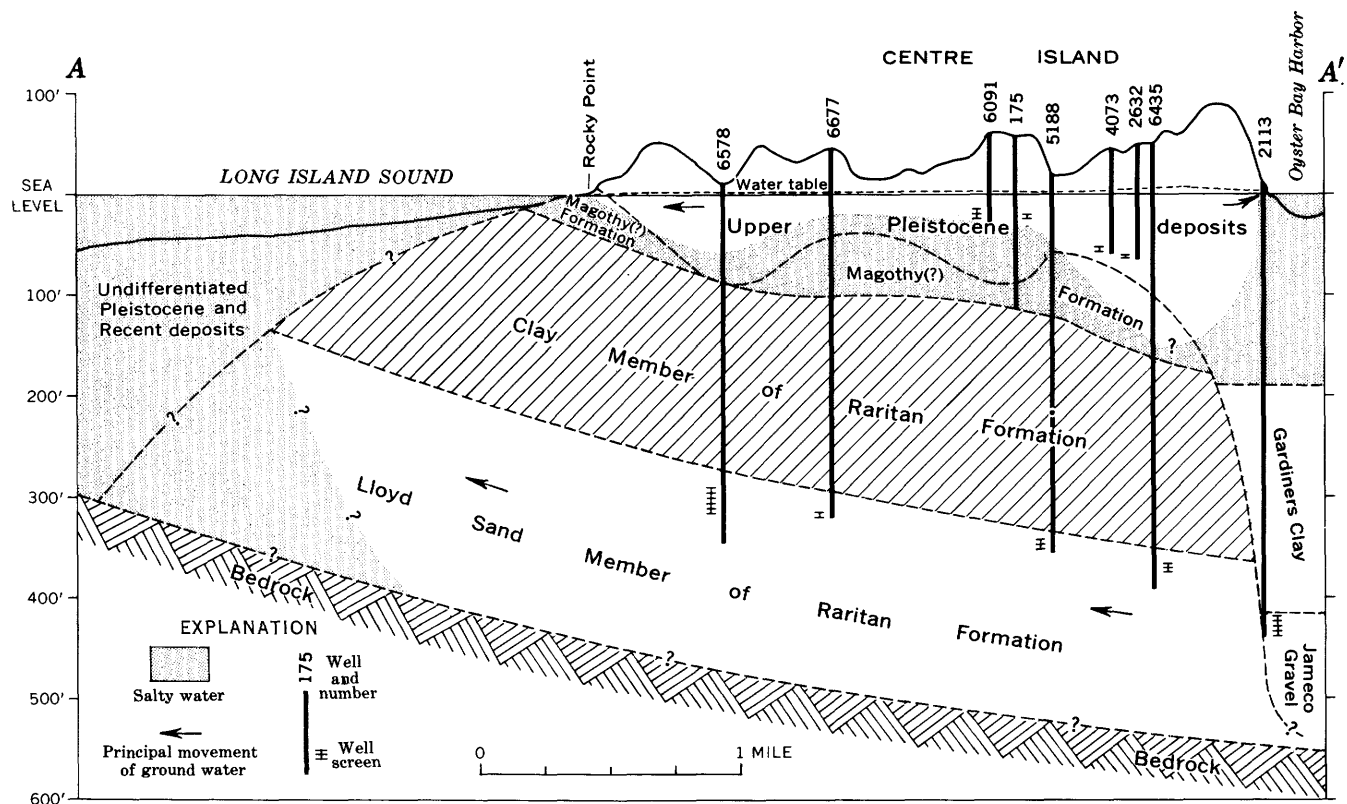 CENTRE ISLAND
A
A'
Oyster Bay Harbor
Rocky Point
6578
6677
6091
175
5188
4073
2632
6435
2113
100'
SEA
LEVEL
100'
200'
300'
400'
500'
600'
LONG ISLAND SOUND
Water table
Magothy(?)
Formation
Upper Pleistocene deposits
Magothy(?) Formation
?
Undifferentiated
Pleistocene and
Recent deposits
?
?
Clay Member of Raritan Formation
?
?
Lloyd Sand Member of Raritan Formation
Gardiners Clay
Jameco
Gravel
?
?
Bedrock
?
?
Bedrock
EXPLANATION
Salty water
Principal movement
of ground water
175
Well
and
number
Well
screen
0 1 MILE